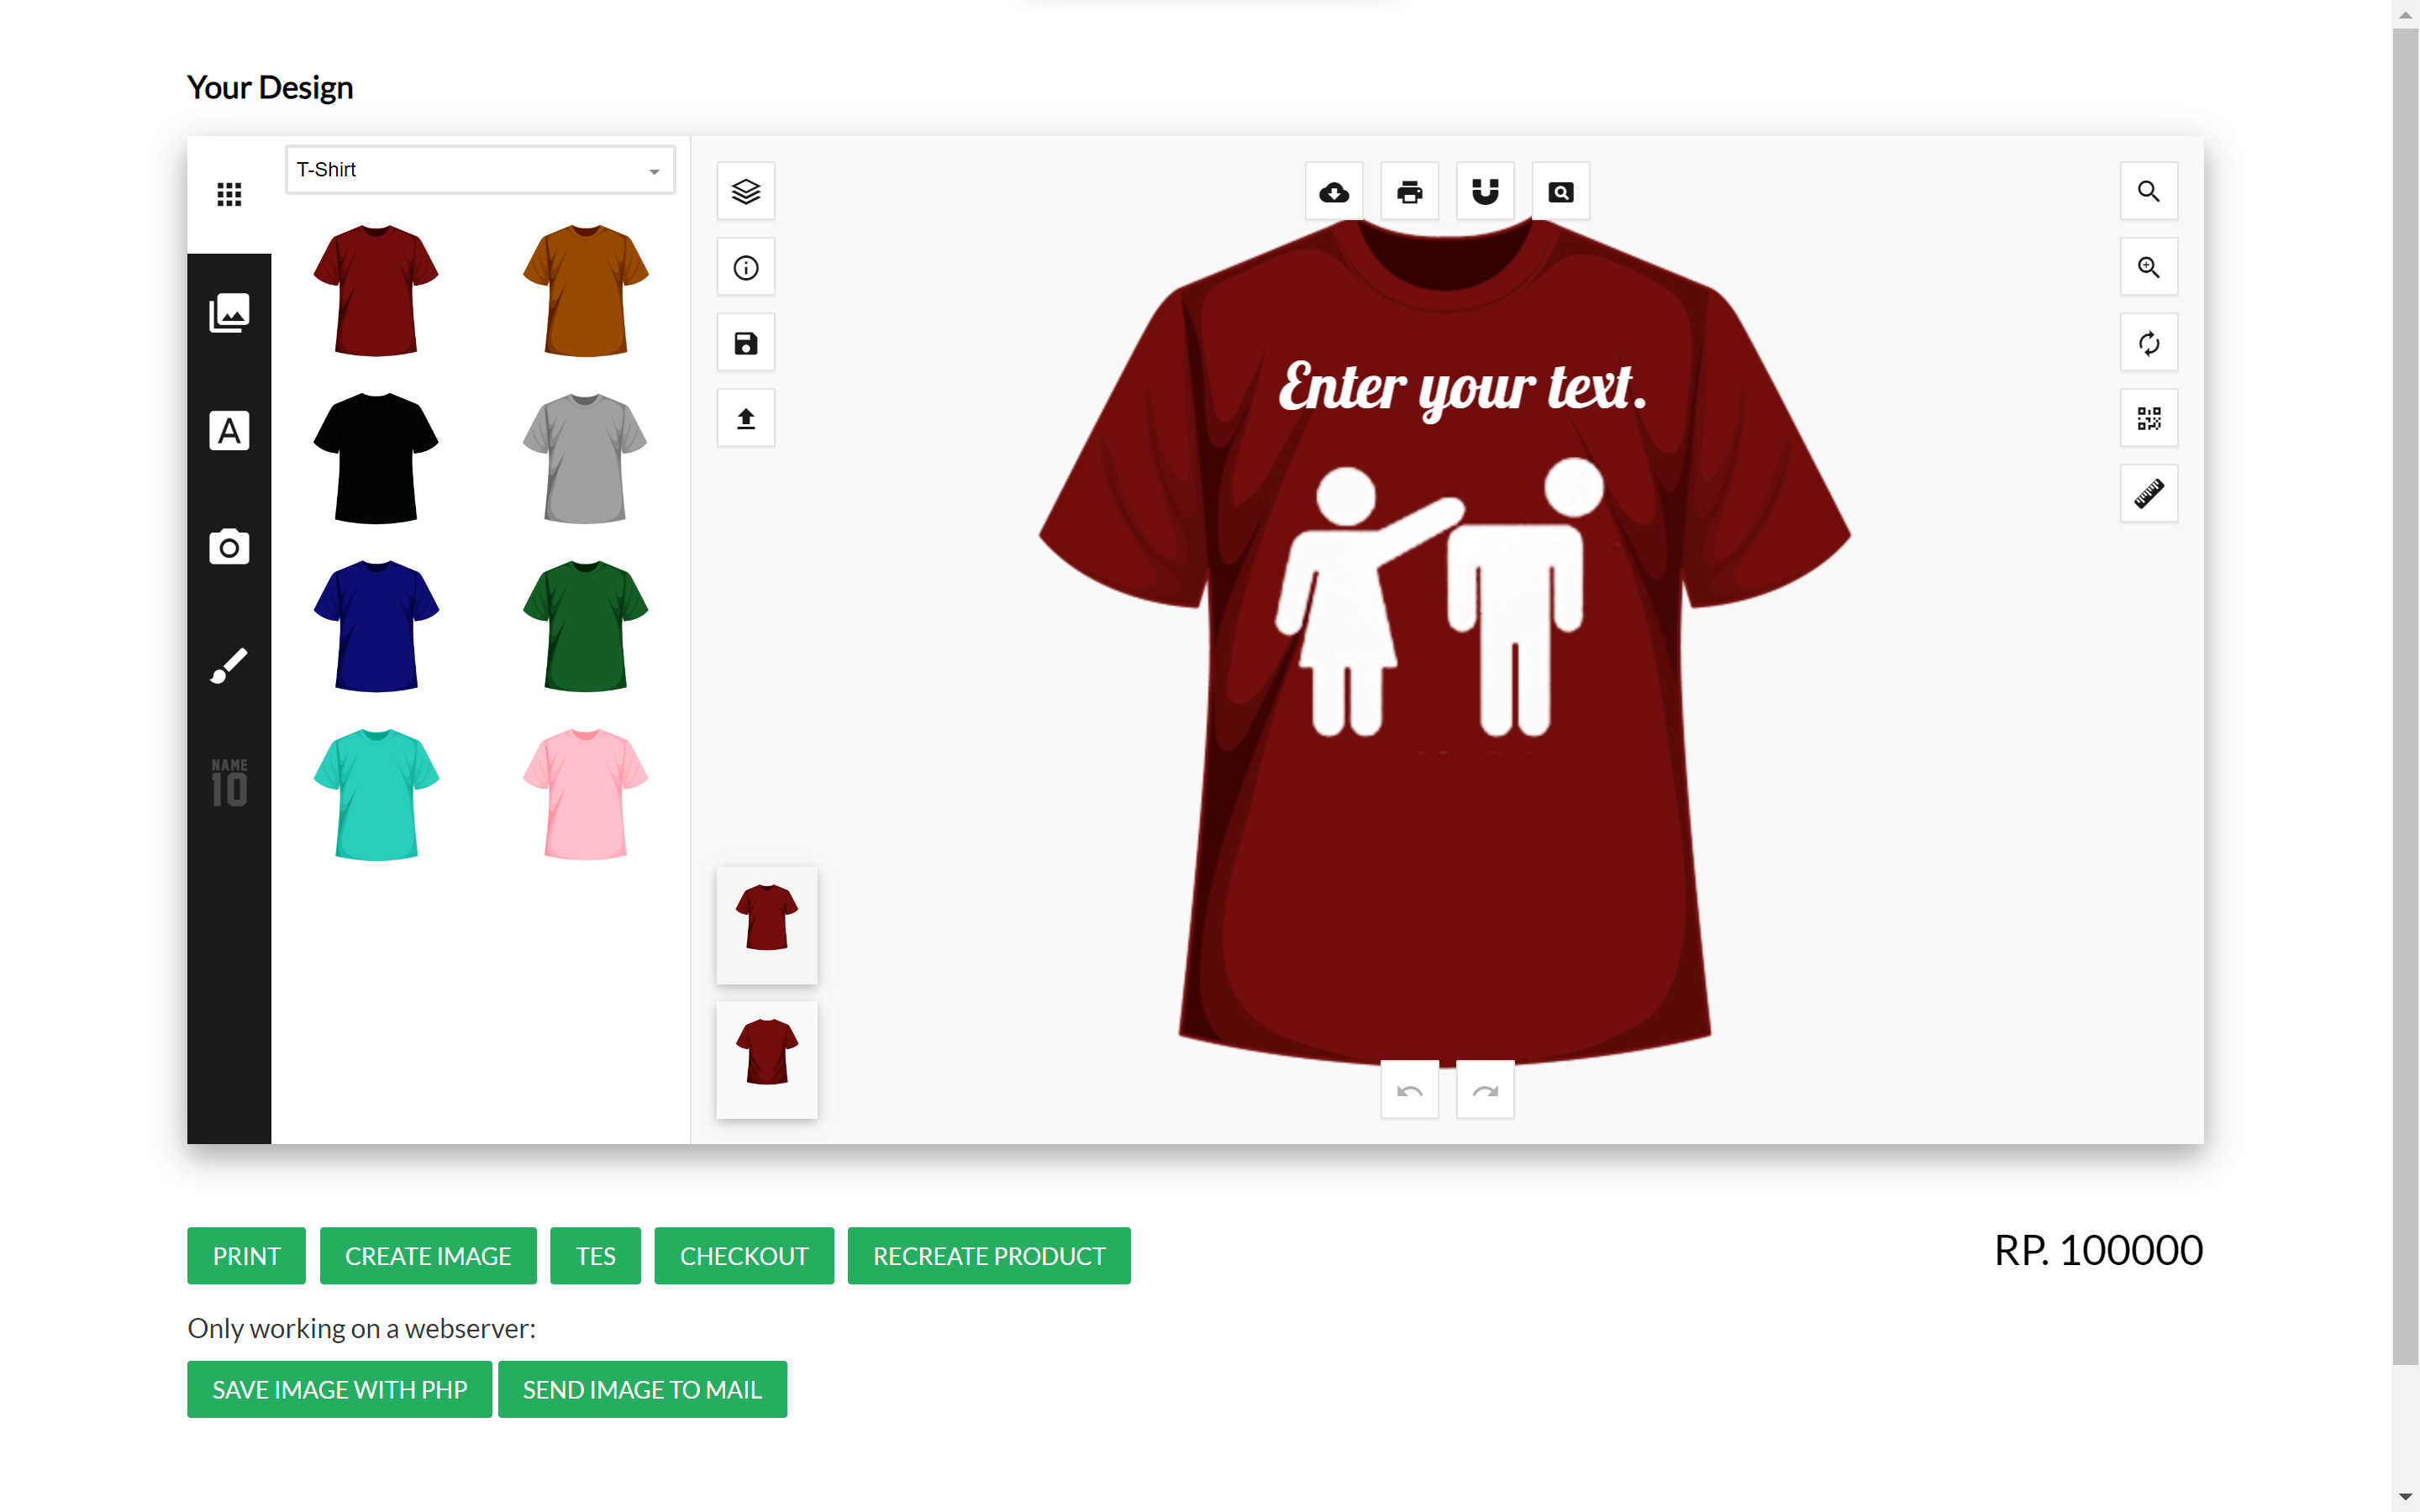 Your Design
T-Shirt
A
NAME
10
Enter your text.
PRINT
CREATE IMAGE
TES
CHECKOUT
RECREATE PRODUCT
RP. 100000
Only working on a webserver:
SAVE IMAGE WITH PHP
SEND IMAGE TO MAIL